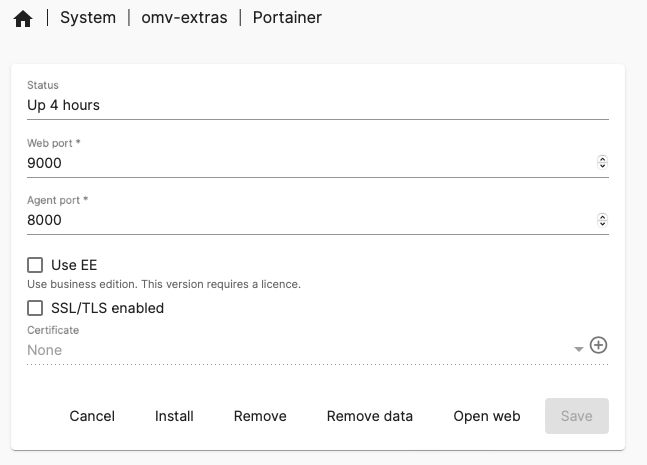 System | omv-extras | Portainer
Status
Up 4 hours
Web port *
9000
Agent port *
8000
Use EE
Use business edition. This version requires a licence.
SSL/TLS enabled
Certificate
None
Cancel Install Remove Remove data Open web Save